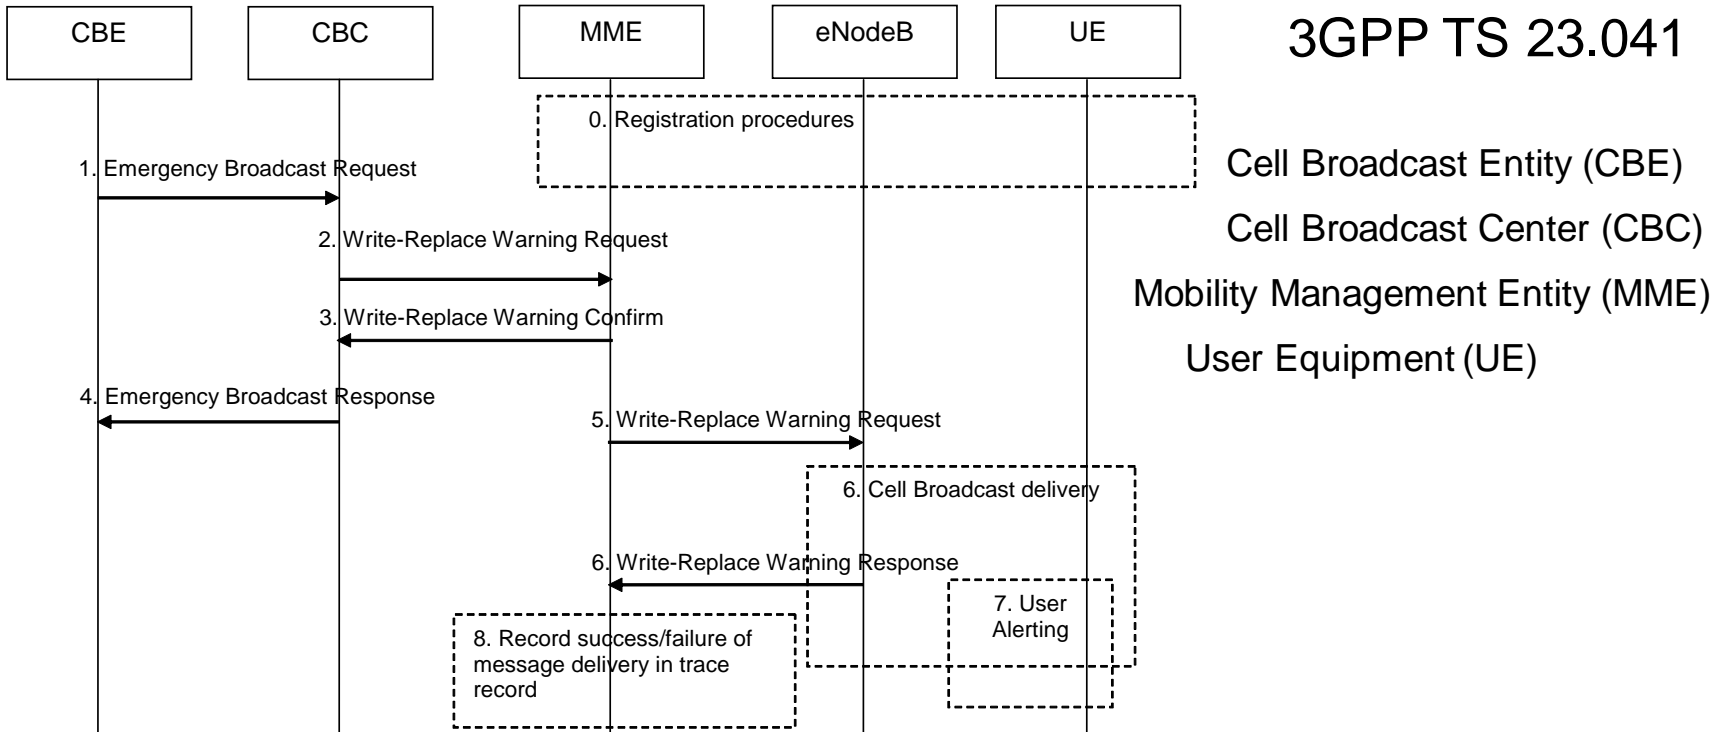 CBE
CBC
MME
eNodeB
UE
3GPP TS 23.041
0. Registration procedures
Cell Broadcast Entity (CBE)
1. Emergency Broadcast Request
Cell Broadcast Center (CBC)
2. Write-Replace Warning Request
Mobility Management Entity (MME)
3. Write-Replace Warning Confirm
User Equipment (UE)
4. Emergency Broadcast Response
5. Write-Replace Warning Request
6. Cell Broadcast delivery
6. Write-Replace Warning Response
7. User
Alerting
8. Record success/failure of
message delivery in trace
record